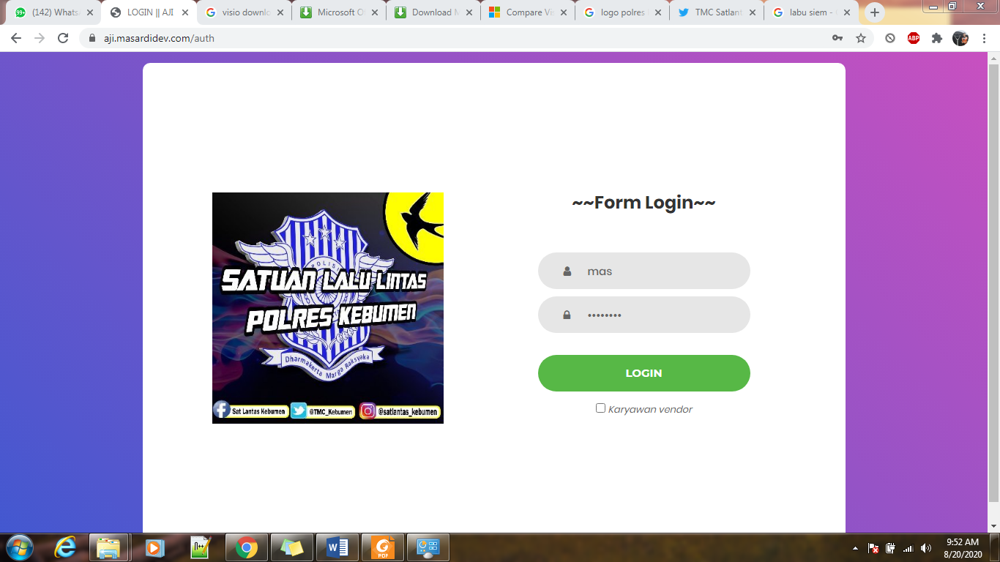 (142) Whats
LOGIN || AJI
visio downlo
Microsoft O
Download M
Compare Vis
logo polres
TMC Satlant
labu siem -
aji.masardidev.com/auth
ABP
~~Form Login~~
mas
••••••••
LOGIN
Karyawan vendor
POLISI
SATUAN LALU LINTAS
POLRES KEBUMEN
Dharmakerta Marga Raksyaka
Sat Lantas Kebumen
@TMC_Kebumen
@satlantas_kebumen
PDF
9:52 AM
8/20/2020